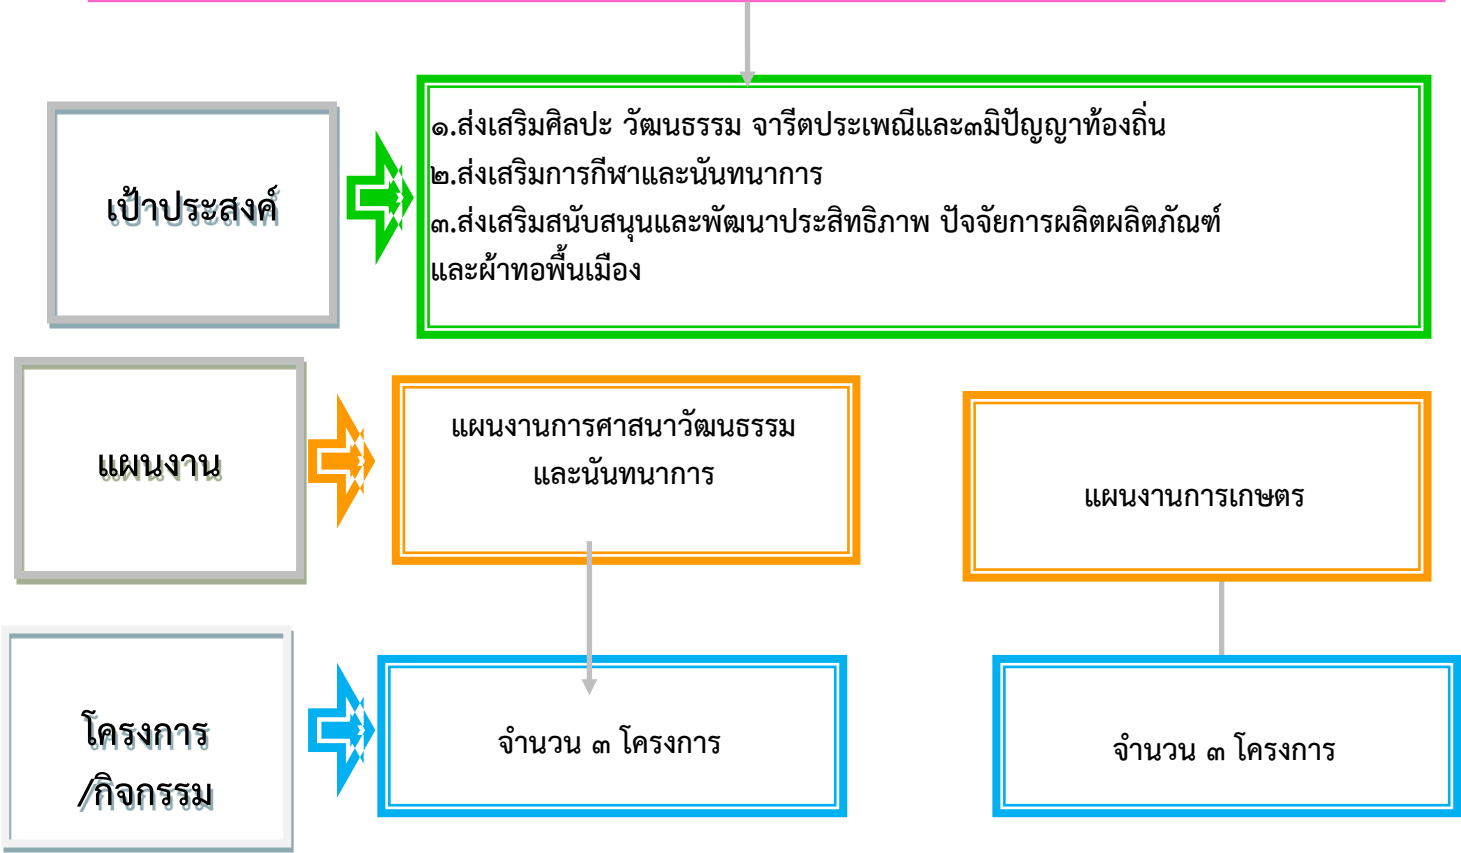 ๑.ส่งเสริมศิลปะ วัฒนธรรม จารีตประเพณีและ๓มิปัญญาท้องถิ่น
เป้าประสงค์
๒.ส่งเสริมการกีฬาและนันทนาการ
๓.ส่งเสริมสนับสนุนและพัฒนาประสิทธิภาพ ปัจจัยการผลิตผลิตภัณฑ์
และผ้าทอพื้นเมือง
แผนงาน
แผนงานการศาสนาวัฒนธรรม
และนันทนาการ
แผนงานการเกษตร
โครงการ
/กิจกรรม
จำนวน ๓ โครงการ
จำนวน ๓ โครงการ